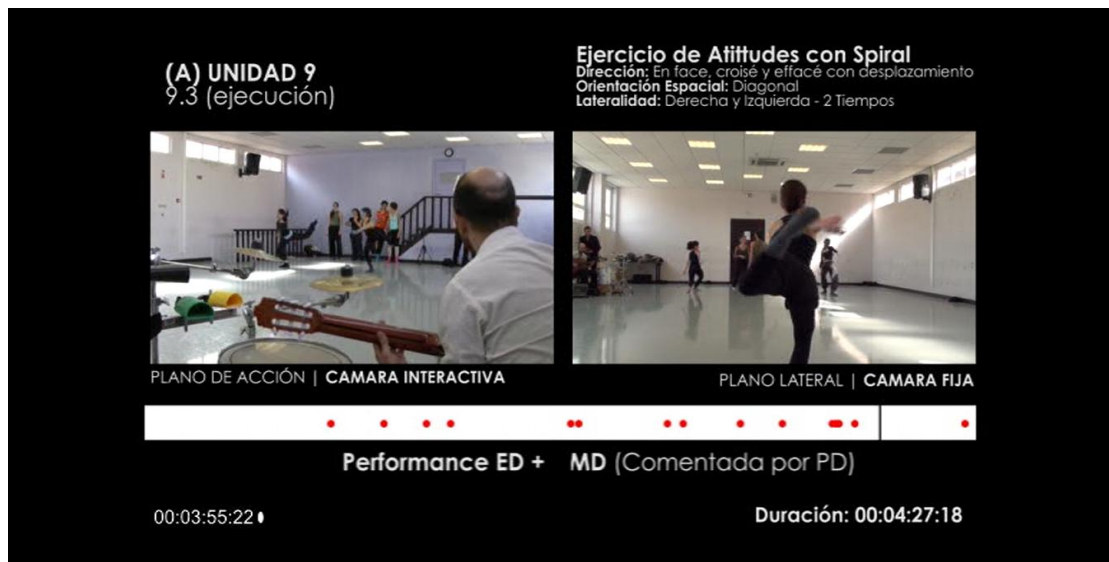 (A) UNIDAD 9
9.3 (ejecución)
Ejercicio de Atittudes con Spiral
Dirección: En face, croisé y effacé con desplazamiento
Orientación Espacial: Diagonal
Lateralidad: Derecha y Izquierda - 2 Tiempos
PLANO DE ACCIÓN | CAMARA INTERACTIVA
PLANO LATERAL | CAMARA FIJA
Performance ED + MD (Comentada por PD)
00:03:55:22
Duración: 00:04:27:18